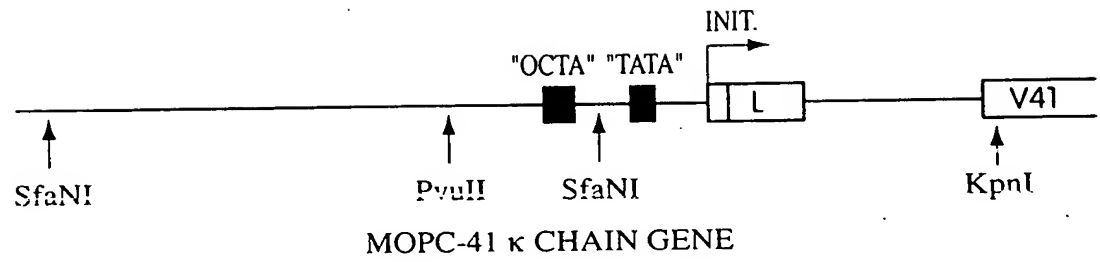 INIT.
"OCTA" "TATA"
L
V41
SfaNI
PvuII
SfaNI
KpnI
MOPC-41 κ CHAIN GENE